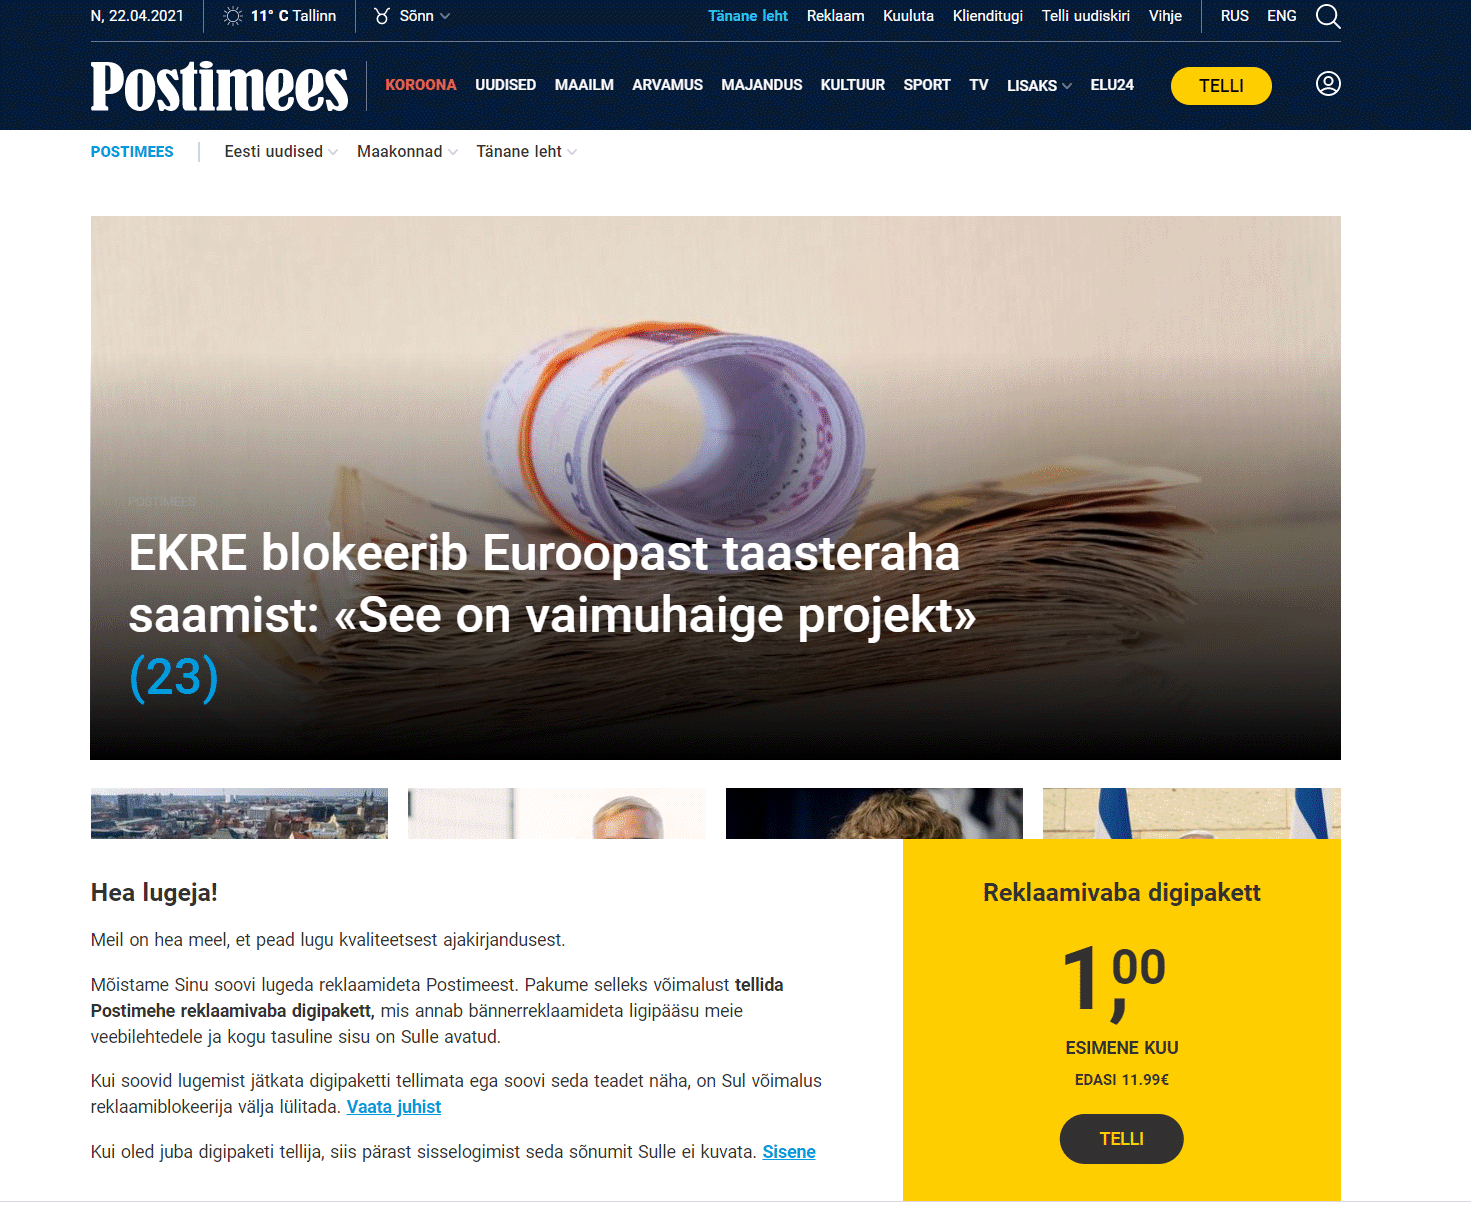 N, 22.04.2021
11° C Tallinn
Sõnn
Tänane leht
Reklaam
Kuuluta
Klienditugi
Telli uudiskiri
Vihje
RUS
ENG
Postimees
KOROONA
UUDISED
MAAILM
ARVAMUS
MAJANDUS
KULTUUR
SPORT
TV
LISAKS
ELU24
TELLI
POSTIMEES
Eesti uudised
Maakonnad
Tänane leht
POSTIMEES
EKRE blokeerib Euroopast taasteraha
saamist: «See on vaimuhaige projekt»
(23)
Hea lugeja!
Meil on hea meel, et pead lugu kvaliteetsest ajakirjandusest.
Mõistame Sinu soovi lugeda reklaamideta Postimeest. Pakume selleks võimalust tellida
Postimehe reklaamivaba digipakett, mis annab bännerreklaamideta ligipääsu meie
veebilehtedele ja kogu tasuline sisu on Sulle avatud.
Kui soovid lugemist jätkata digipaketti tellimata ega soovi seda teadet näha, on Sul võimalus
reklaamiblokeerija välja lülitada. Vaata juhist
Kui oled juba digipaketi tellija, siis pärast sisselogimist seda sõnumit Sulle ei kuvata. Sisene
Reklaamivaba digipakett
1,00
ESIMENE KUU
EDASI 11.99€
TELLI